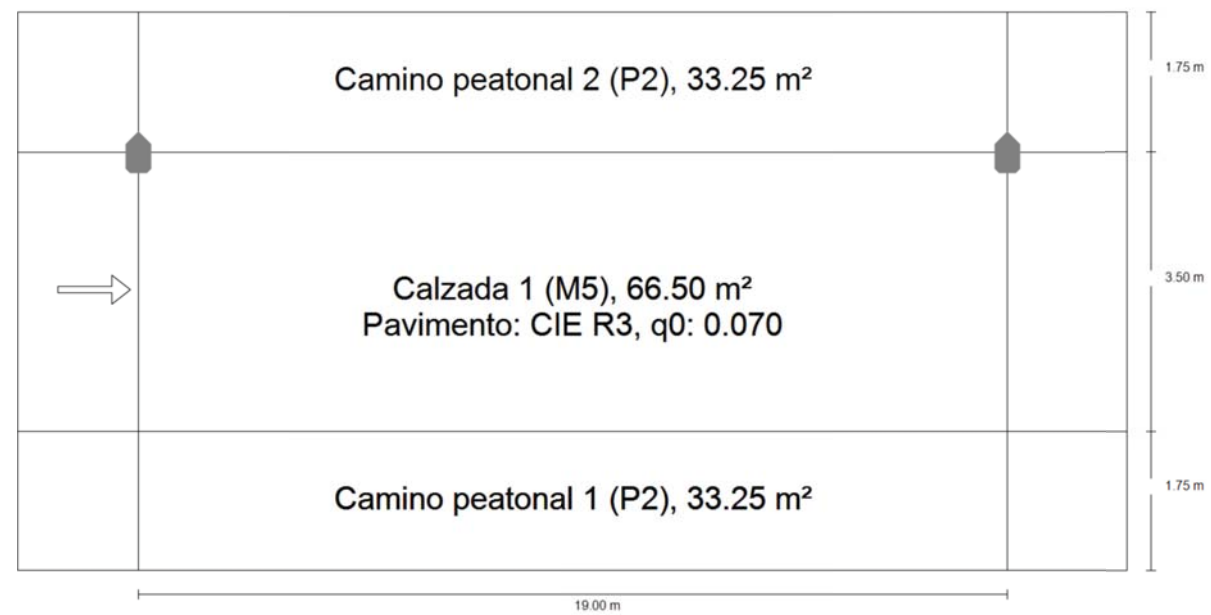 Camino peatonal 2 (P2), 33.25 m²
1.75 m
Calzada 1 (M5), 66.50 m²
Pavimento: CIE R3, q0: 0.070
3.50 m
Camino peatonal 1 (P2), 33.25 m²
1.75 m
19.00 m